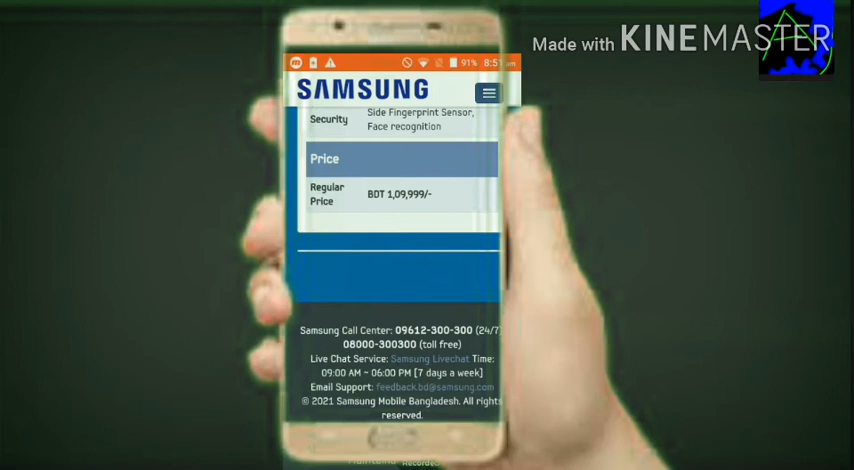 Made with KINEMASTER
91% 8:51 am
SAMSUNG
Security
Side Fingerprint Sensor,
Face recognition
Price
Regular
Price
BDT 1,09,999/-
Samsung Call Center: 09612-300-300 (24/7)
08000-300300 (toll free)
Live Chat Service: Samsung Livechat Time:
09:00 AM ~ 06:00 PM [7 days a week]
Email Support: feedback.bd@samsung.com
© 2021 Samsung Mobile Bangladesh. All rights
reserved.
Recorded